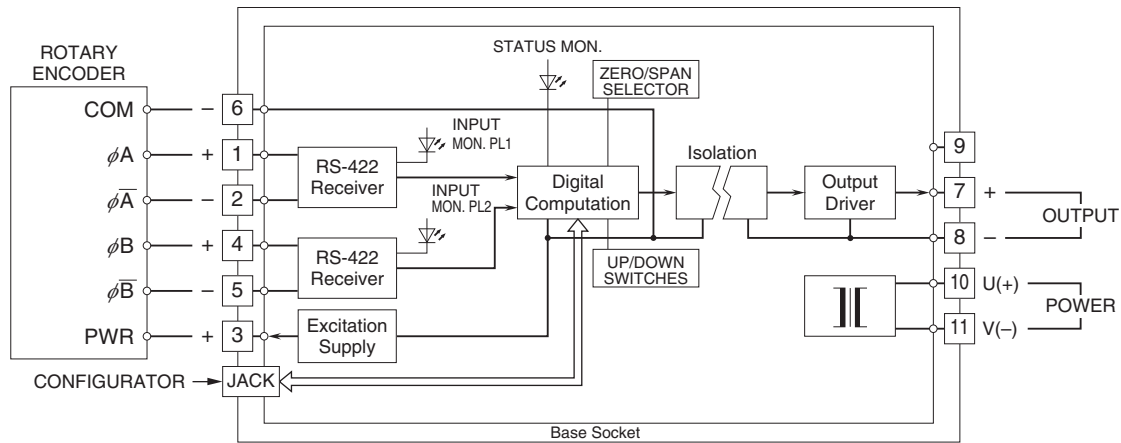 ROTARY
ENCODER
COM
ϕA
ϕA̅
ϕB
ϕB̅
PWR
CONFIGURATOR
–
+
–
+
–
+
6
1
2
4
5
3
JACK
STATUS MON.
ZERO/SPAN
SELECTOR
INPUT
MON. PL1
RS-422
Receiver
INPUT
MON. PL2
RS-422
Receiver
Excitation
Supply
Digital
Computation
UP/DOWN
SWITCHES
Isolation
Output
Driver
9
7 +
8 –
OUTPUT
10 U(+)
11 V(–)
POWER
Base Socket